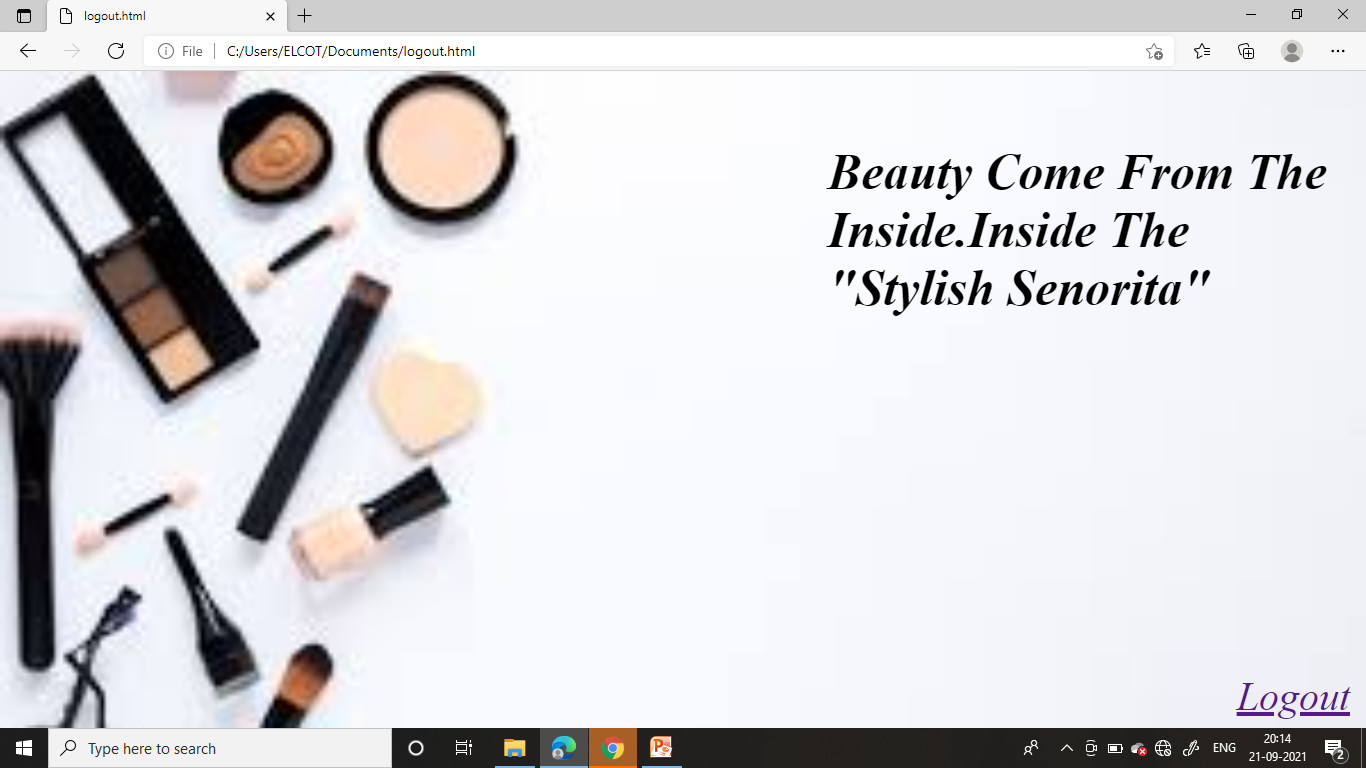 logout.html
File
C:/Users/ELCOT/Documents/logout.html
Beauty Come From The
Inside.Inside The
"Stylish Senorita"
Logout
Type here to search
ENG
20:14
21-09-2021
2